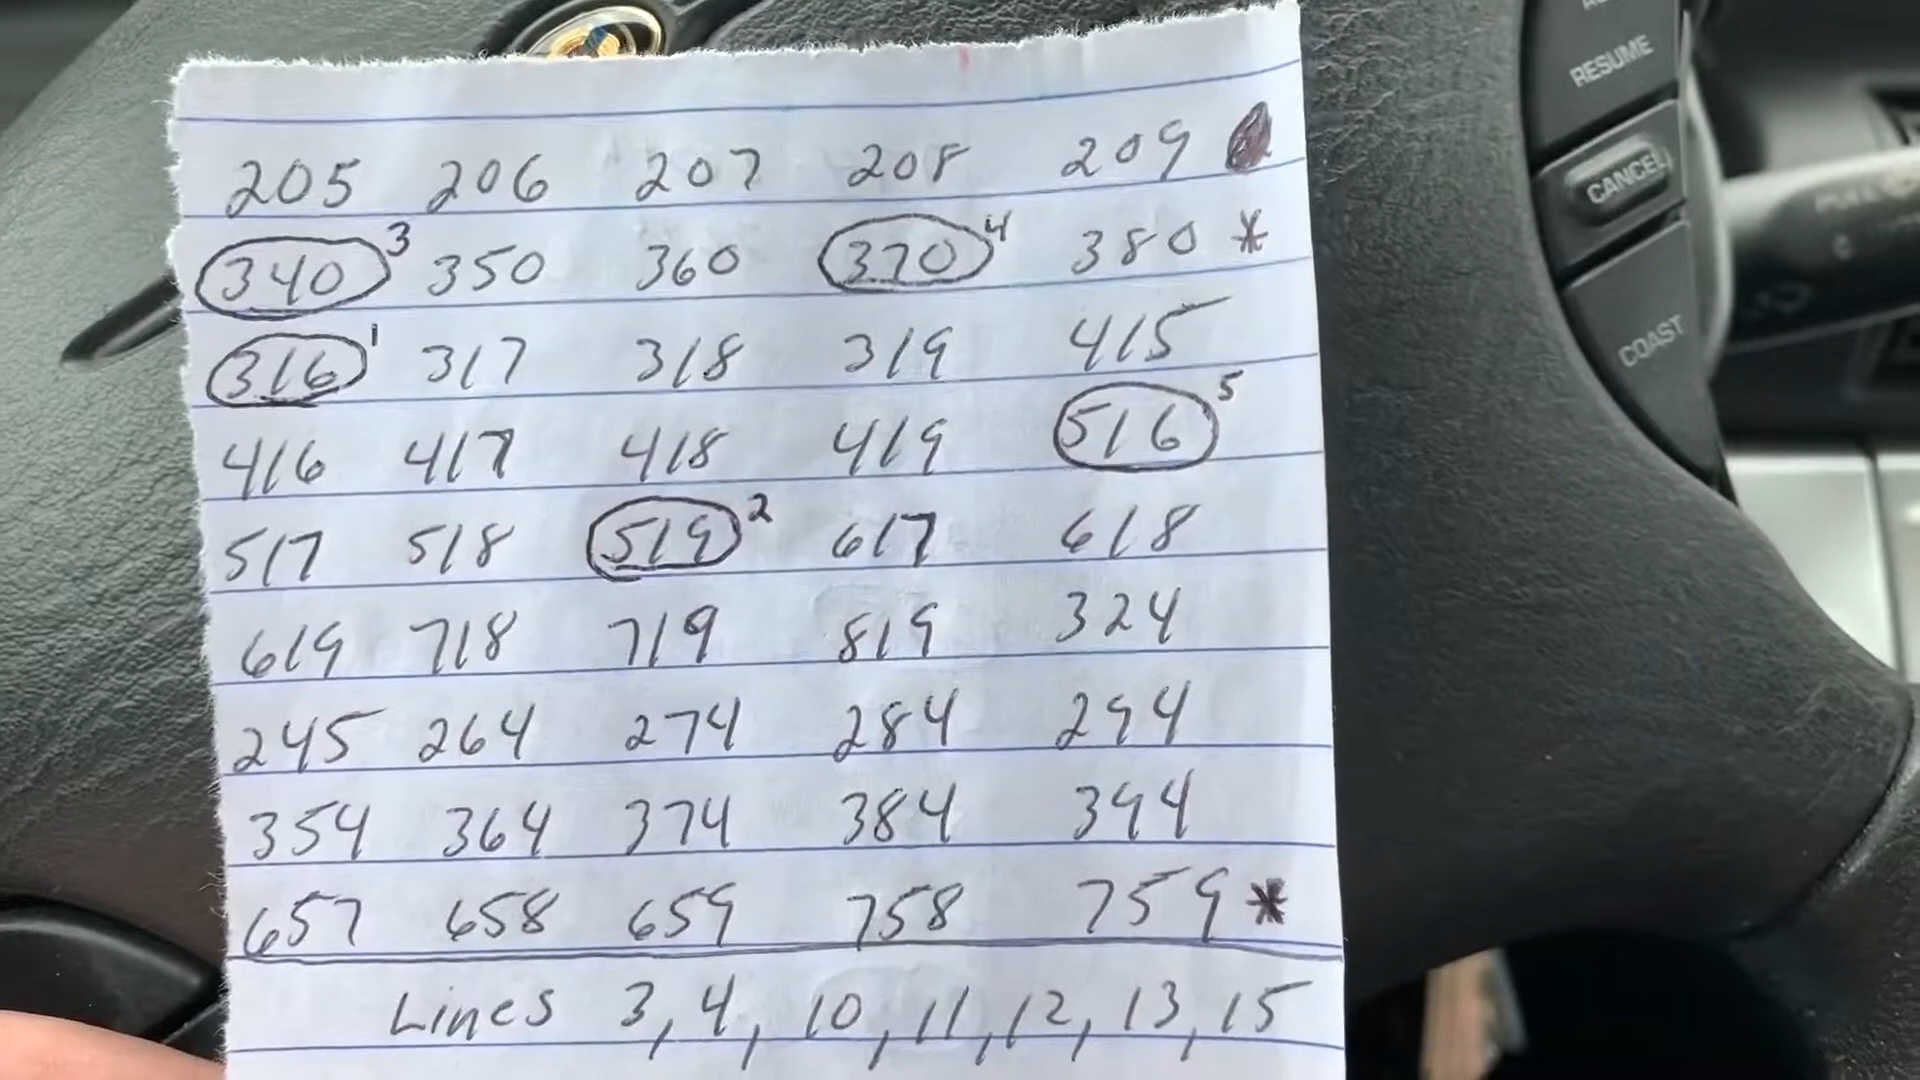 205 206 207 208 209
340 3 350 360 370 4 380 *
316 1 317 318 319 415
416 417 418 419 516 5
517 518 519 2 617 618
619 718 719 819 324
245 264 274 284 294
354 364 374 384 394
657 658 659 758 759 *
Lines 3, 4, 10, 11, 12, 13, 15
RESUME
CANCEL
COAST